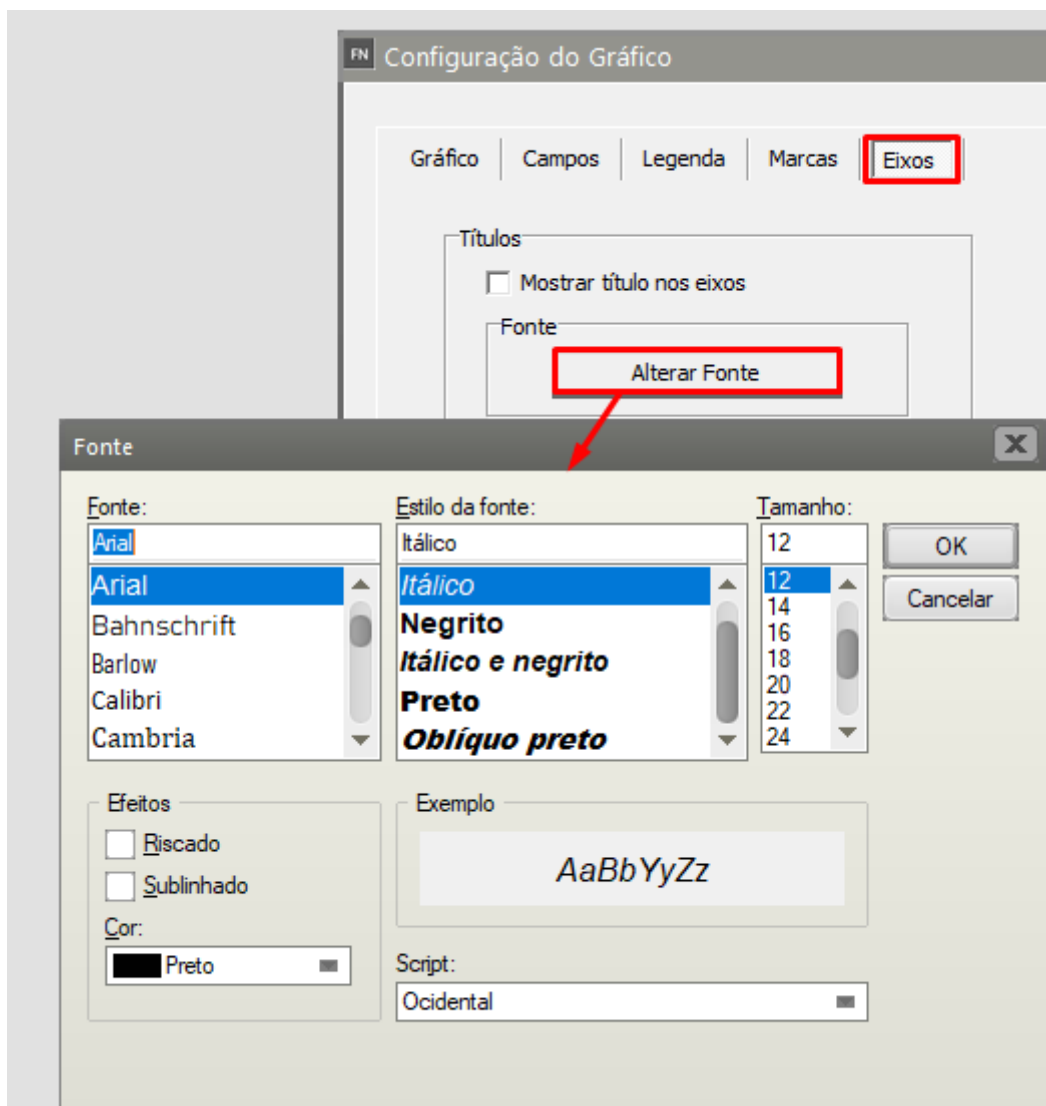 FN Configuração do Gráfico
Gráfico Campos Legenda Marcas Eixos
Títulos
Mostrar título nos eixos
Fonte
Alterar Fonte
Fonte
Fonte: Estilo da fonte: Tamanho:
Arial Itálico 12 OK
Arial Itálico 12 Cancelar
Bahnschrift Negrito 14
Barlow Itálico e negrito 16
Calibri Preto 18
Cambria Oblíquo preto 20
22
24
Efeitos Exemplo
Riscado
Sublinhado AaBbYyZz
Cor:
Preto Script:
Ocidental